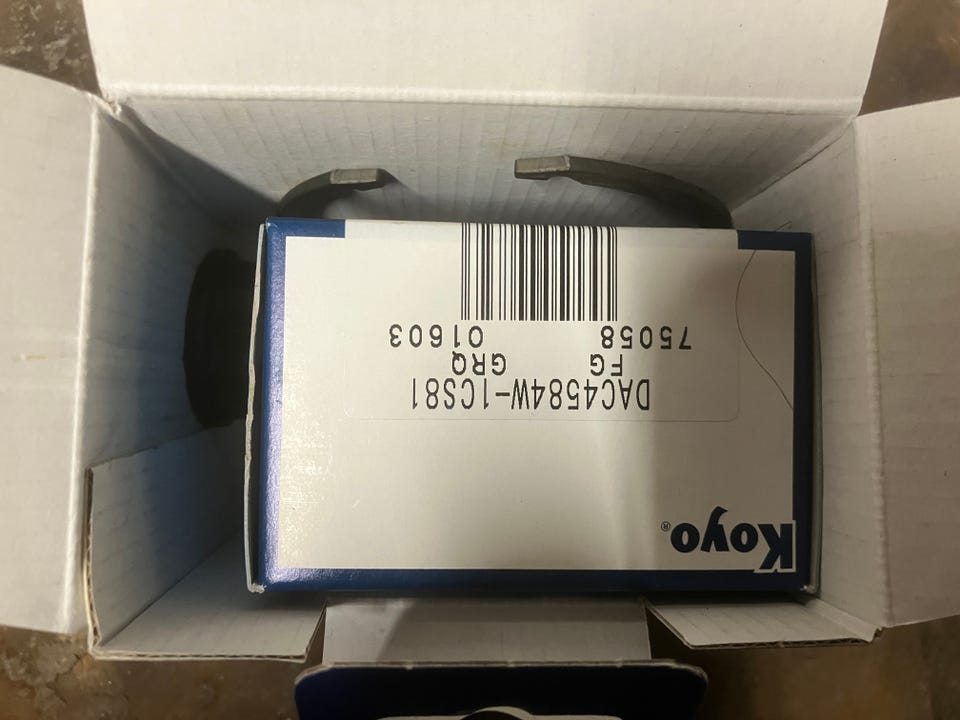 Koyo®
DAC4584W-1CS81
FG GRQ
75058 01603